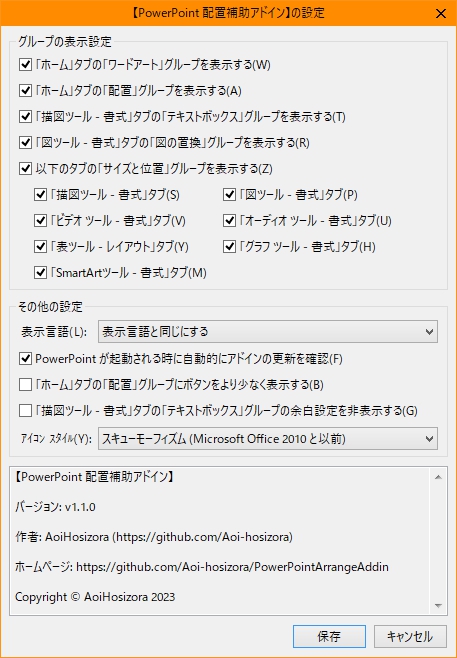 【PowerPoint 配置補助アドイン】の設定
グループの表示設定
「ホーム」タブの「ワードアート」グループを表示する(W)
「ホーム」タブの「配置」グループを表示する(A)
「描図ツール - 書式」タブの「テキストボックス」グループを表示する(T)
「図ツール - 書式」タブの「図の置換」グループを表示する(R)
以下のタブの「サイズと位置」グループを表示する(Z)
「描図ツール - 書式」タブ(S)
「図ツール - 書式」タブ(P)
「ビデオ ツール - 書式」タブ(V)
「オーディオ ツール - 書式」タブ(U)
「表ツール - レイアウト」タブ(Y)
「グラフ ツール - 書式」タブ(H)
「SmartArtツール - 書式」タブ(M)
その他の設定
表示言語(L): 表示言語と同じにする
PowerPoint が起動される時に自動的にアドインの更新を確認(F)
「ホーム」タブの「配置」グループにボタンをより少なく表示する(B)
「描図ツール - 書式」タブの「テキストボックス」グループの余白設定を非表示する(G)
アイコン スタイル(Y): スキューモーフィズム (Microsoft Office 2010 と以前)
【PowerPoint 配置補助アドイン】
バージョン: v1.1.0
作者: AoiHosizora (https://github.com/Aoi-hosizora)
ホームページ: https://github.com/Aoi-hosizora/PowerPointArrangeAddin
Copyright © AoiHosizora 2023
保存
キャンセル